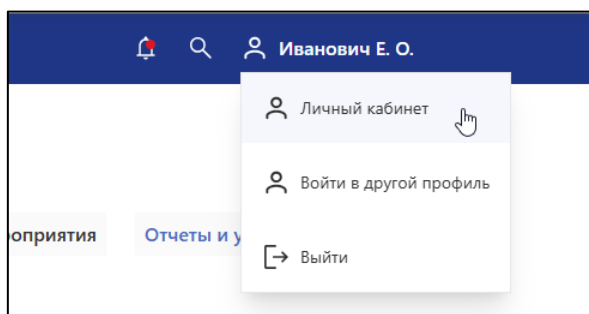 Иванович Е. О.
Личный кабинет
Войти в другой профиль
оприятия Отчеты и у
Выйти